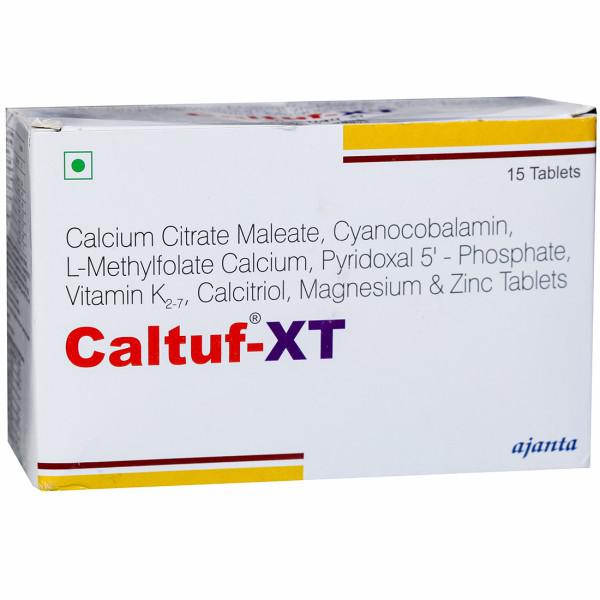 15 Tablets
Calcium Citrate Maleate, Cyanocobalamin,
L-Methylfolate Calcium, Pyridoxal 5' - Phosphate,
Vitamin K2-7, Calcitriol, Magnesium & Zinc Tablets
Caltuf®-XT
ajanta